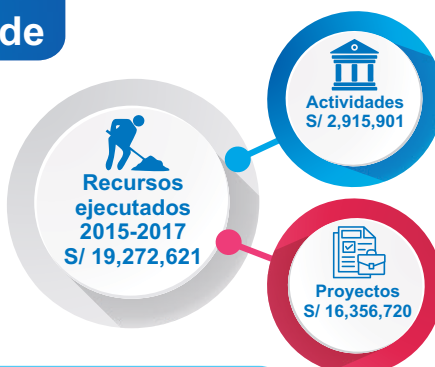 de
Actividades
S/ 2,915,901
Recursos
ejecutados
2015-2017
S/ 19,272,621
Proyectos
S/ 16,356,720